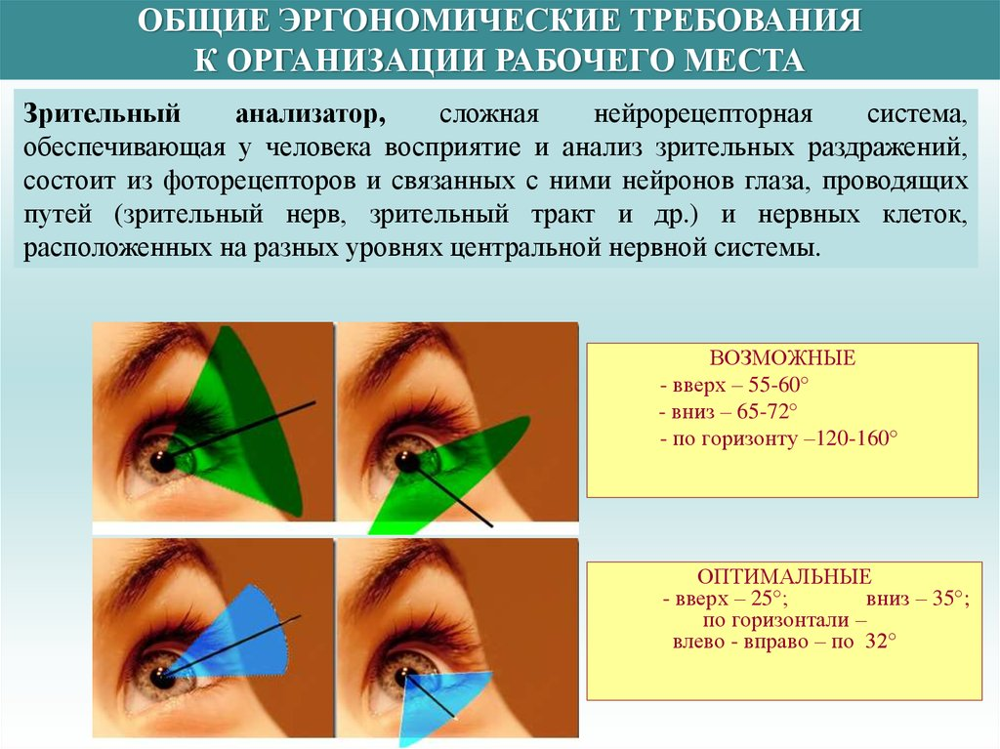 ОБЩИЕ ЭРГОНОМИЧЕСКИЕ ТРЕБОВАНИЯ
К ОРГАНИЗАЦИИ РАБОЧЕГО МЕСТА
Зрительный анализатор, сложная нейрорецепторная система,
обеспечивающая у человека восприятие и анализ зрительных раздражений,
состоит из фоторецепторов и связанных с ними нейронов глаза, проводящих
путей (зрительный нерв, зрительный тракт и др.) и нервных клеток,
расположенных на разных уровнях центральной нервной системы.
ВОЗМОЖНЫЕ
- вверх – 55-60°
- вниз – 65-72°
- по горизонту –120-160°
ОПТИМАЛЬНЫЕ
- вверх – 25°; вниз – 35°;
по горизонтали –
влево - вправо – по 32°